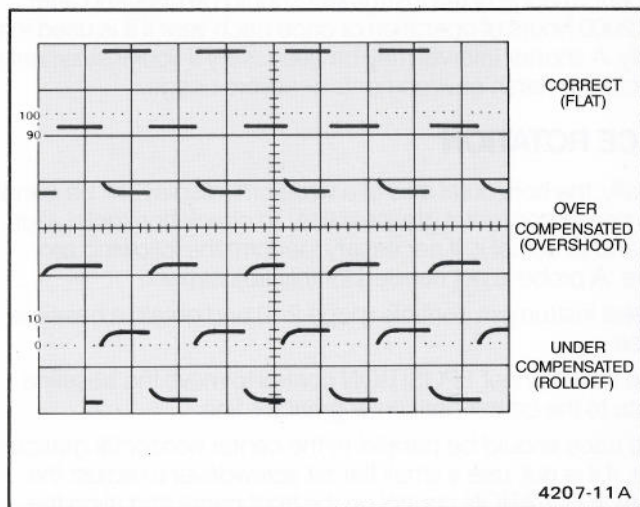 CORRECT
(FLAT)
100
90
OVER
COMPENSATED
(OVERSHOOT)
10
0
UNDER
COMPENSATED
(ROLLOFF)
4207-11A